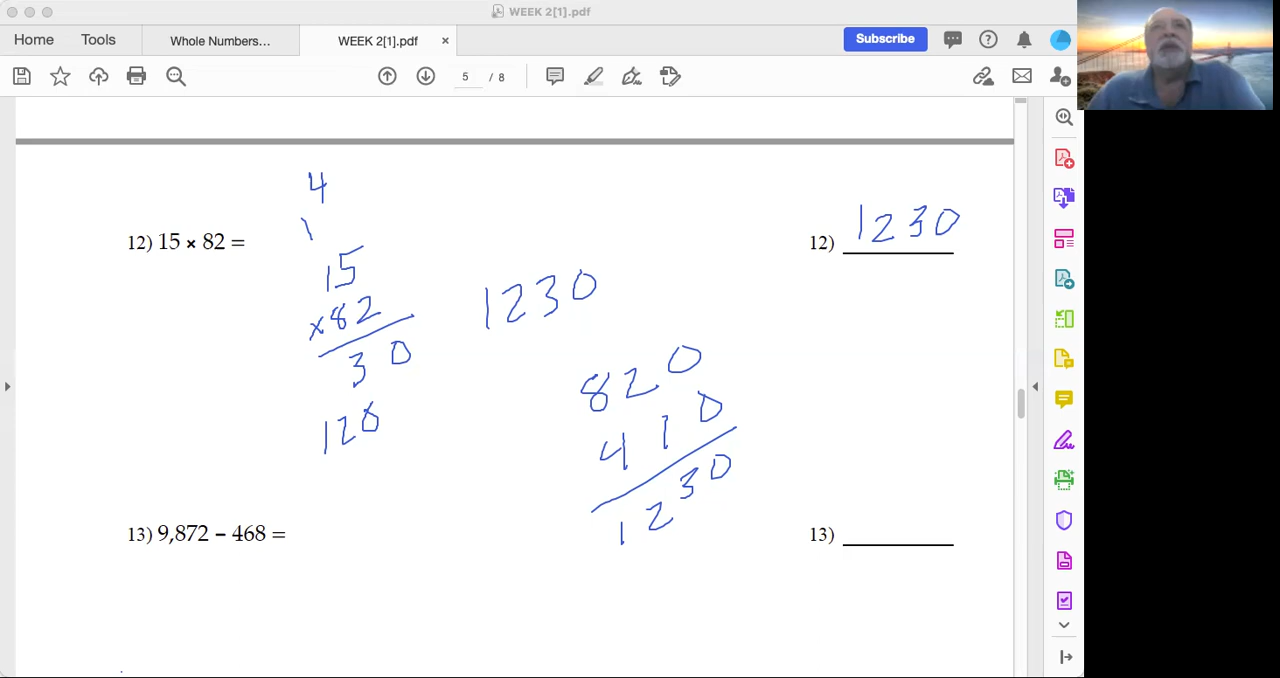 WEEK 2[1].pdf
Home Tools Whole Numbers... WEEK 2[1].pdf × Subscribe
5 / 8
4
1
12) 15 × 82 =
12) 1230
15
×82
30
120
1230
820
410
1230
13) 9,872 – 468 =
13)